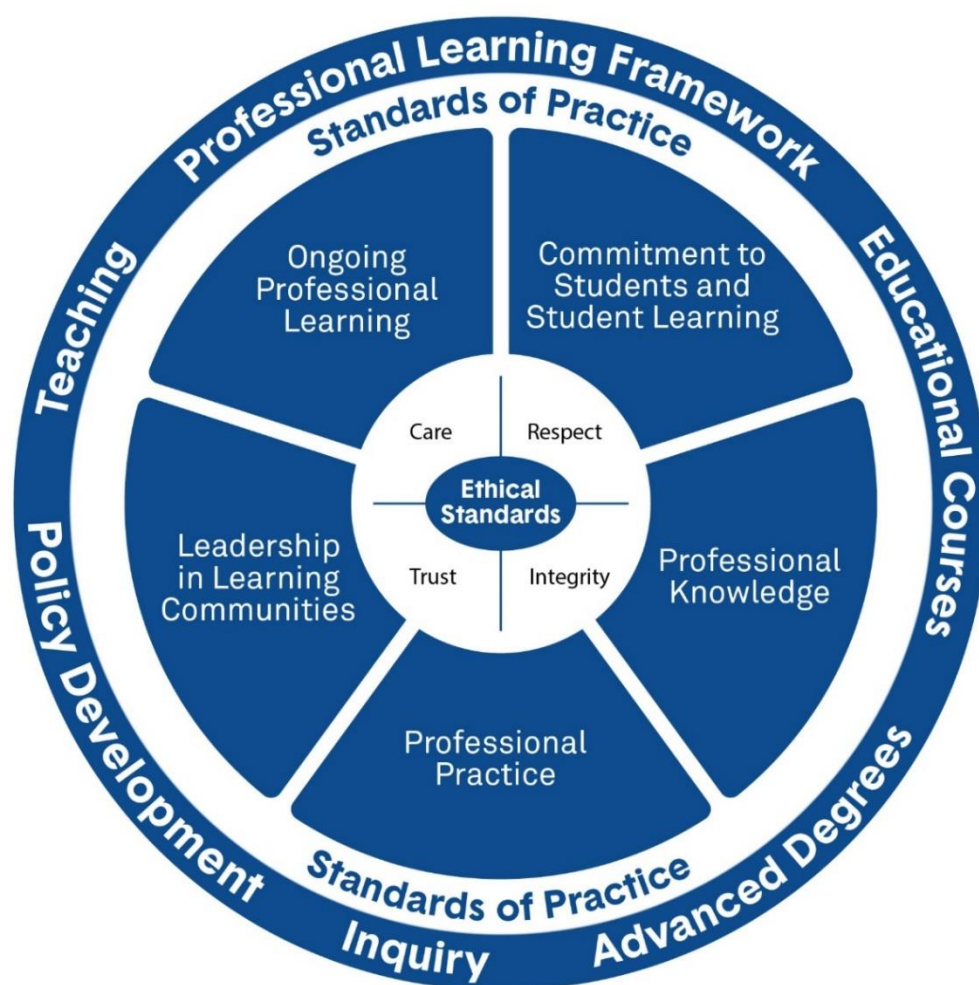 Professional Learning Framework
Educational Courses
Advanced Degrees
Inquiry
Policy Development
Teaching
Standards of Practice
Commitment to
Students and
Student Learning
Professional
Knowledge
Professional
Practice
Leadership
in Learning
Communities
Ongoing
Professional
Learning
Care
Respect
Ethical
Standards
Trust
Integrity
Standards of Practice